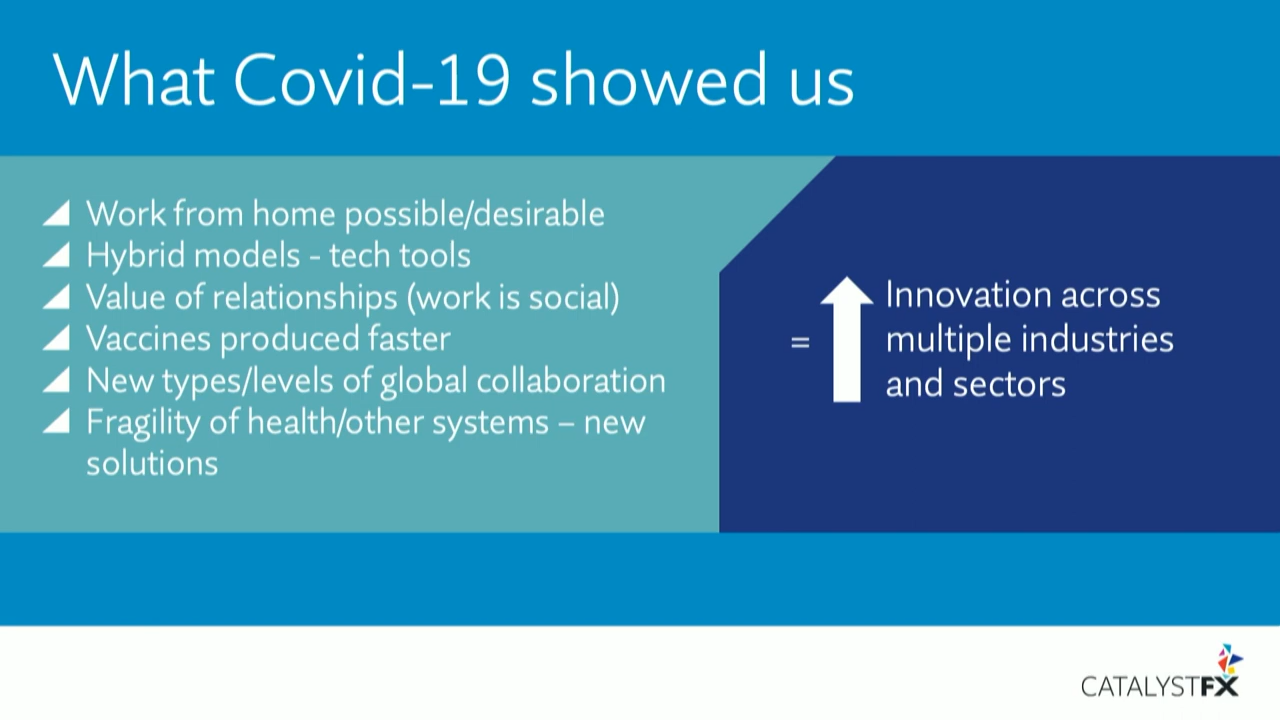 What Covid-19 showed us
Work from home possible/desirable
Hybrid models - tech tools
Value of relationships (work is social)
Vaccines produced faster
New types/levels of global collaboration
Fragility of health/other systems – new
solutions
=
Innovation across
multiple industries
and sectors
CATALYSTFX